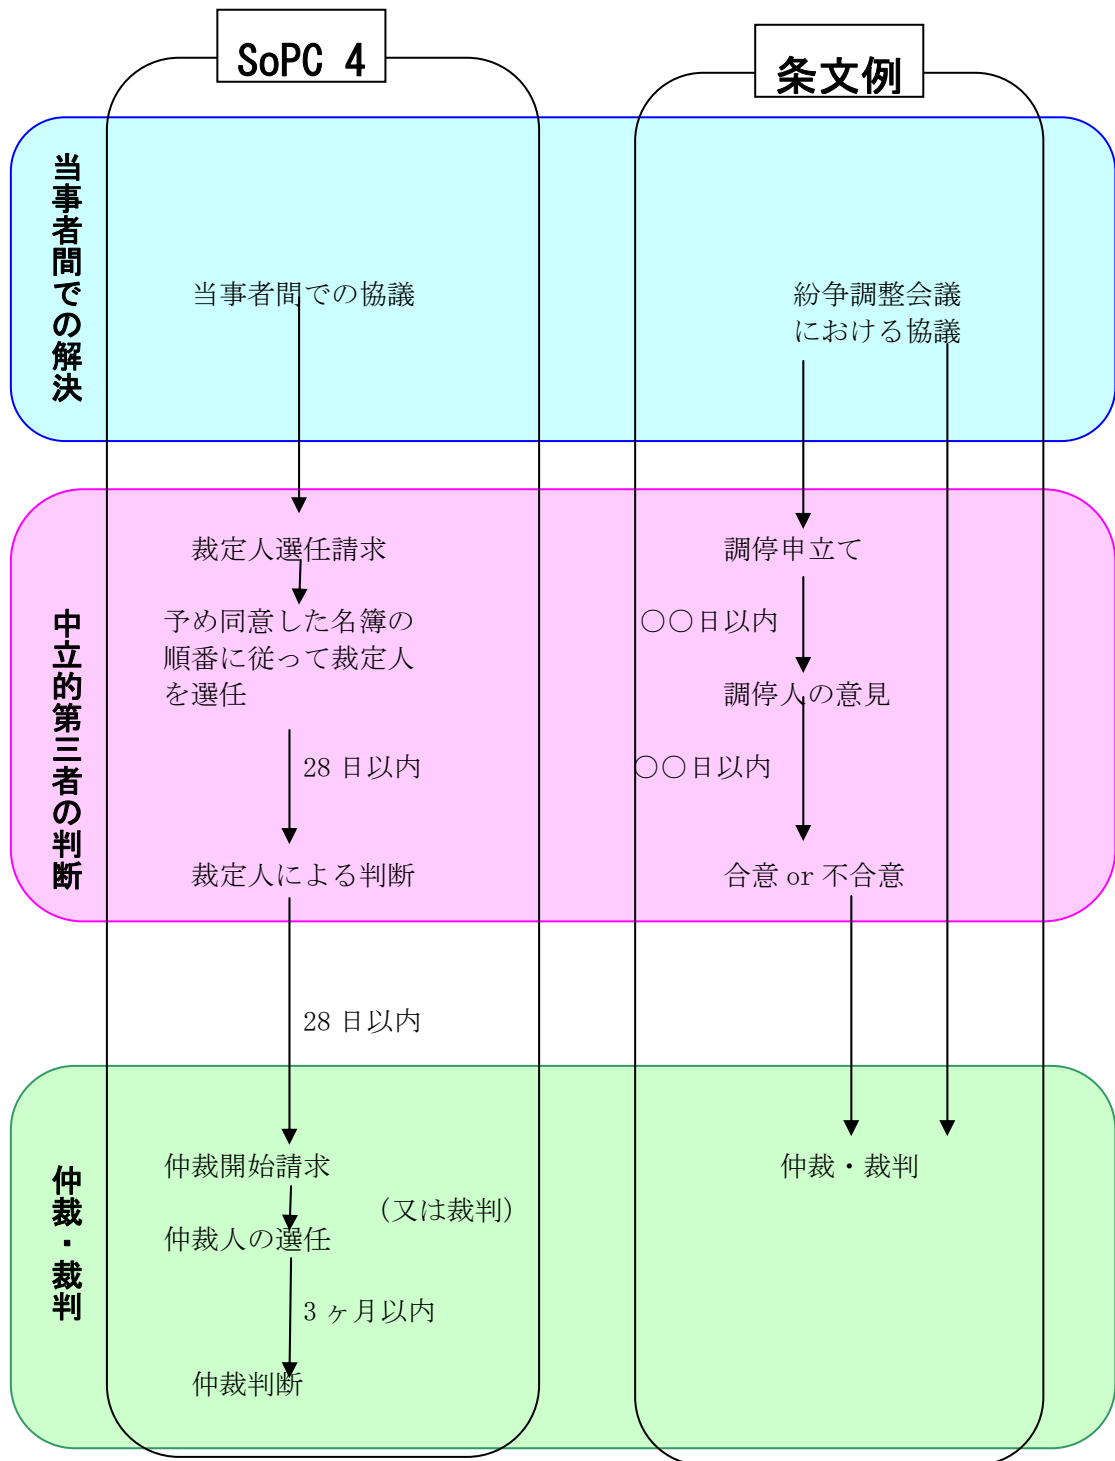 SoPC 4
条文例
当事者間での解決
当事者間での協議
紛争調整会議
における協議
中立的第三者の判断
裁定人選任請求
予め同意した名簿の
順番に従って裁定人
を選任
28 日以内
裁定人による判断
調停申立て
〇〇日以内
調停人の意見
〇〇日以内
合意 or 不合意
28 日以内
仲裁・裁判
仲裁開始請求
（又は裁判）
仲裁人の選任
3 ヶ月以内
仲裁判断
仲裁・裁判